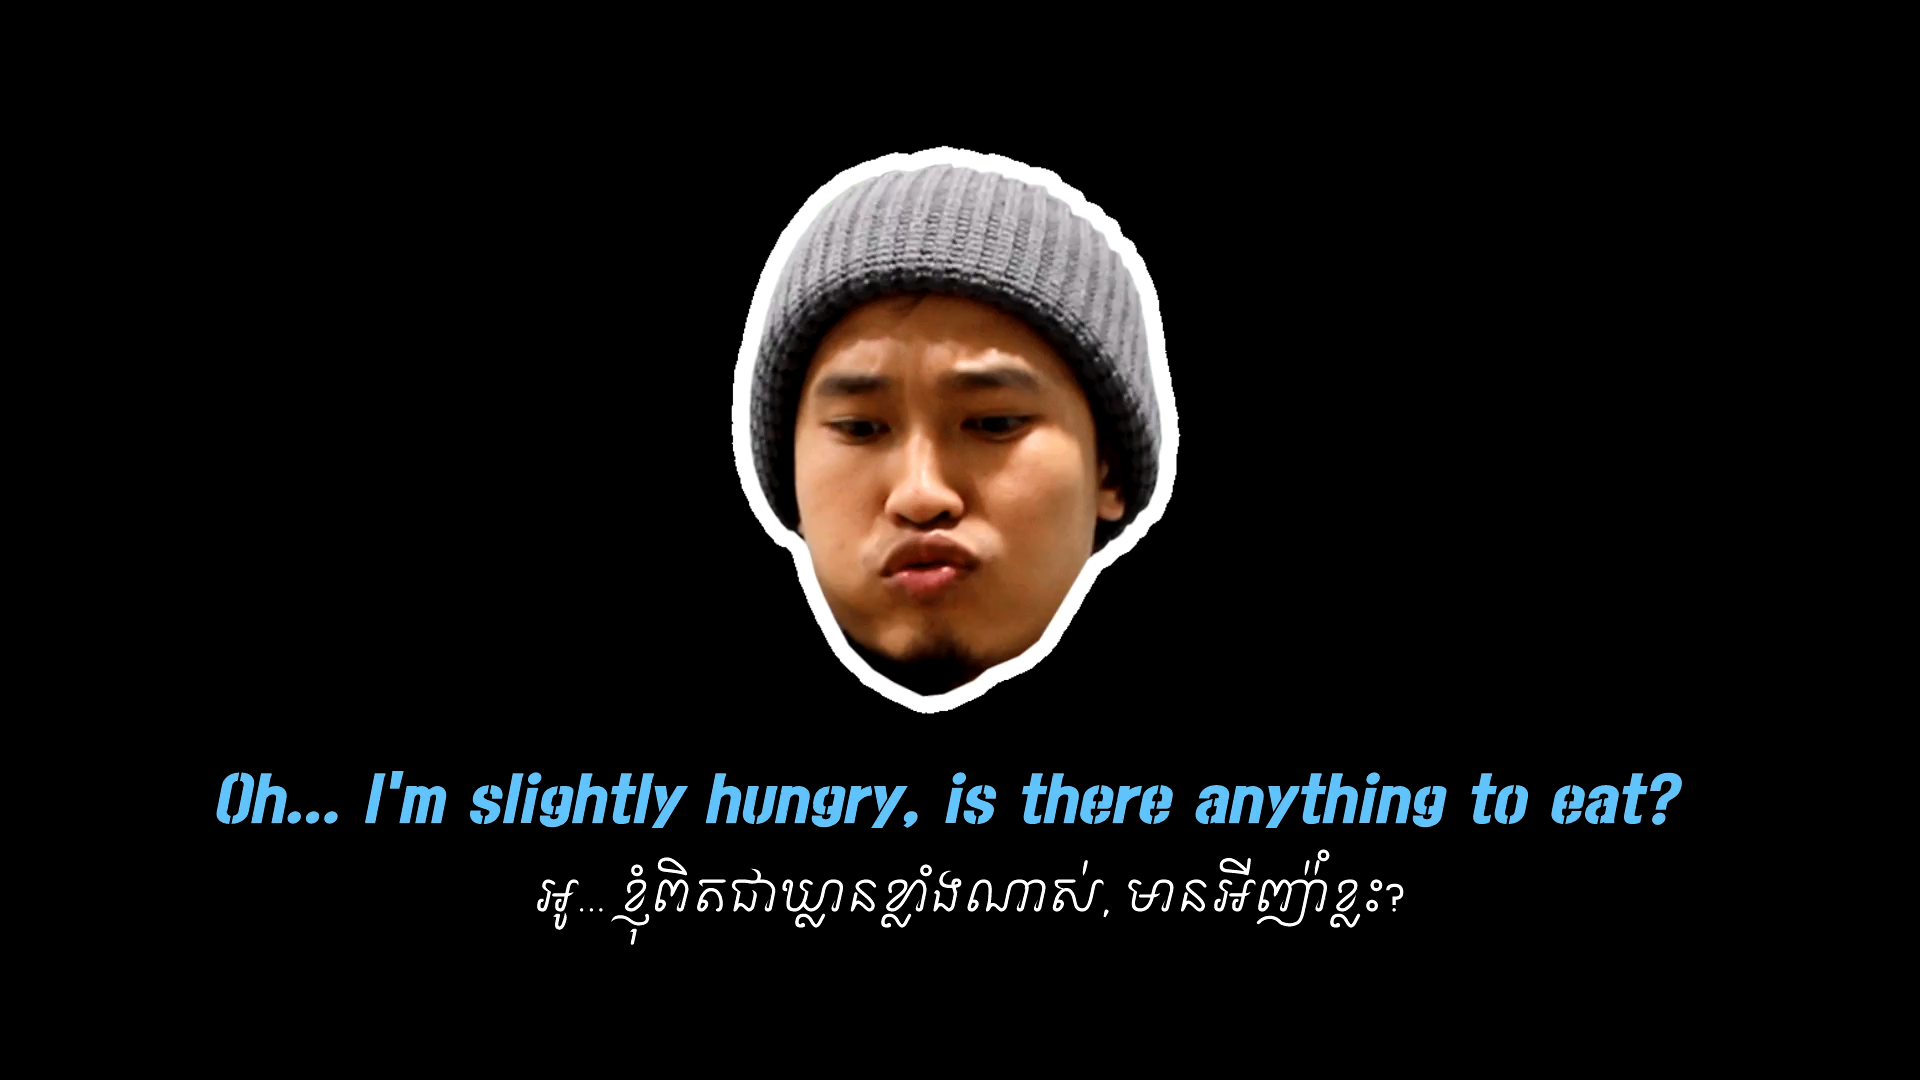 Oh... I'm slightly hungry, is there anything to eat?
អូ... ខ្ញុំពិតជាឃ្លានខ្លាំងណាស់, មានអីញ៉ាំខ្លះ?